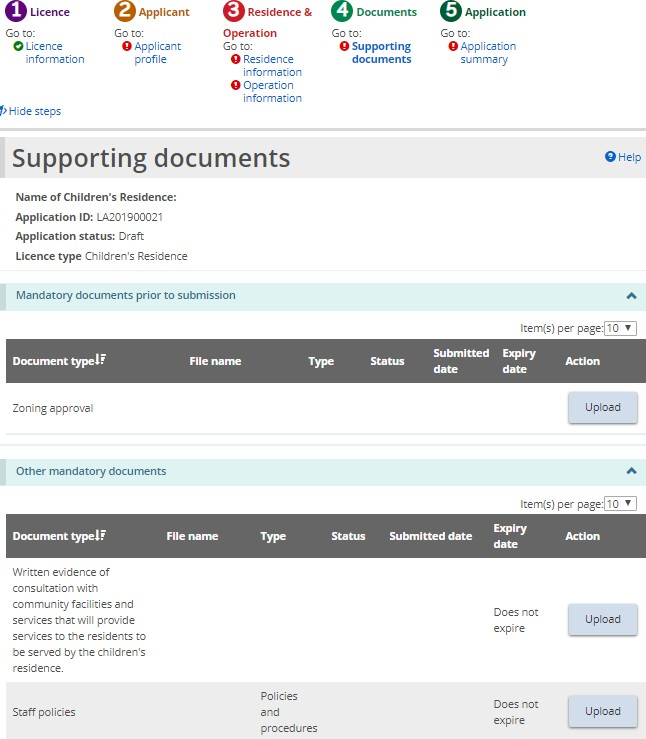 1 Licence
Go to:
Licence
information
2 Applicant
Go to:
Applicant
profile
3 Residence &
Operation
Go to:
Residence
information
Operation
information
4 Documents
Go to:
Supporting
documents
5 Application
Go to:
Application
summary
Hide steps
Supporting documents
Help
Name of Children's Residence:
Application ID: LA201900021
Application status: Draft
Licence type Children's Residence
Mandatory documents prior to submission
Item(s) per page: 10
Document type File name Type Status Submitted date Expiry date Action
Zoning approval Upload
Other mandatory documents
Item(s) per page: 10
Document type File name Type Status Submitted date Expiry date Action
Written evidence of
consultation with
community facilities and
services that will provide
services to the residents to
be served by the children's
residence.
Does not
expire
Upload
Staff policies
Policies
and
procedures
Does not
expire
Upload